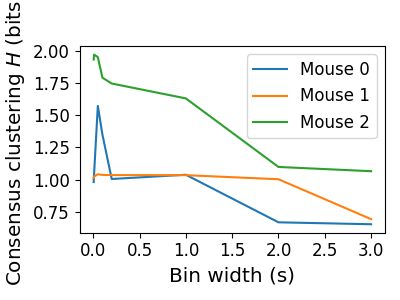 Consensus clustering H (bits
2.00
1.75
1.50
1.25
1.00
0.75
0.0 0.5 1.0 1.5 2.0 2.5 3.0
Bin width (s)
Mouse 0
Mouse 1
Mouse 2